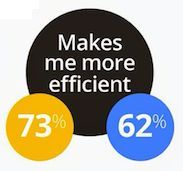 Makes
me more
efficient
73% 62%